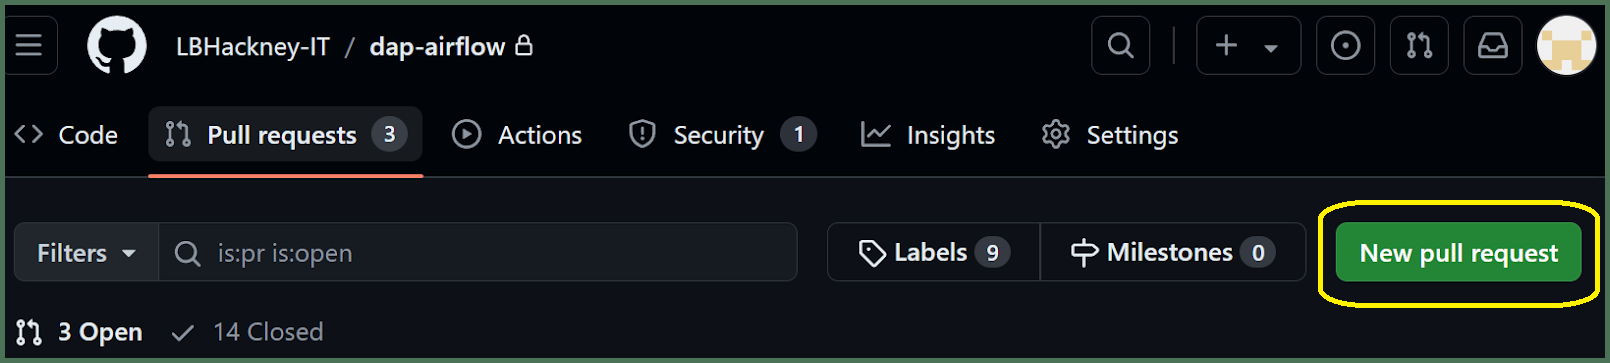 LBHackney-IT / dap-airflow
Code Pull requests 3 Actions Security 1 Insights Settings
Filters is:pr is:open Labels 9 Milestones 0 New pull request
3 Open 14 Closed